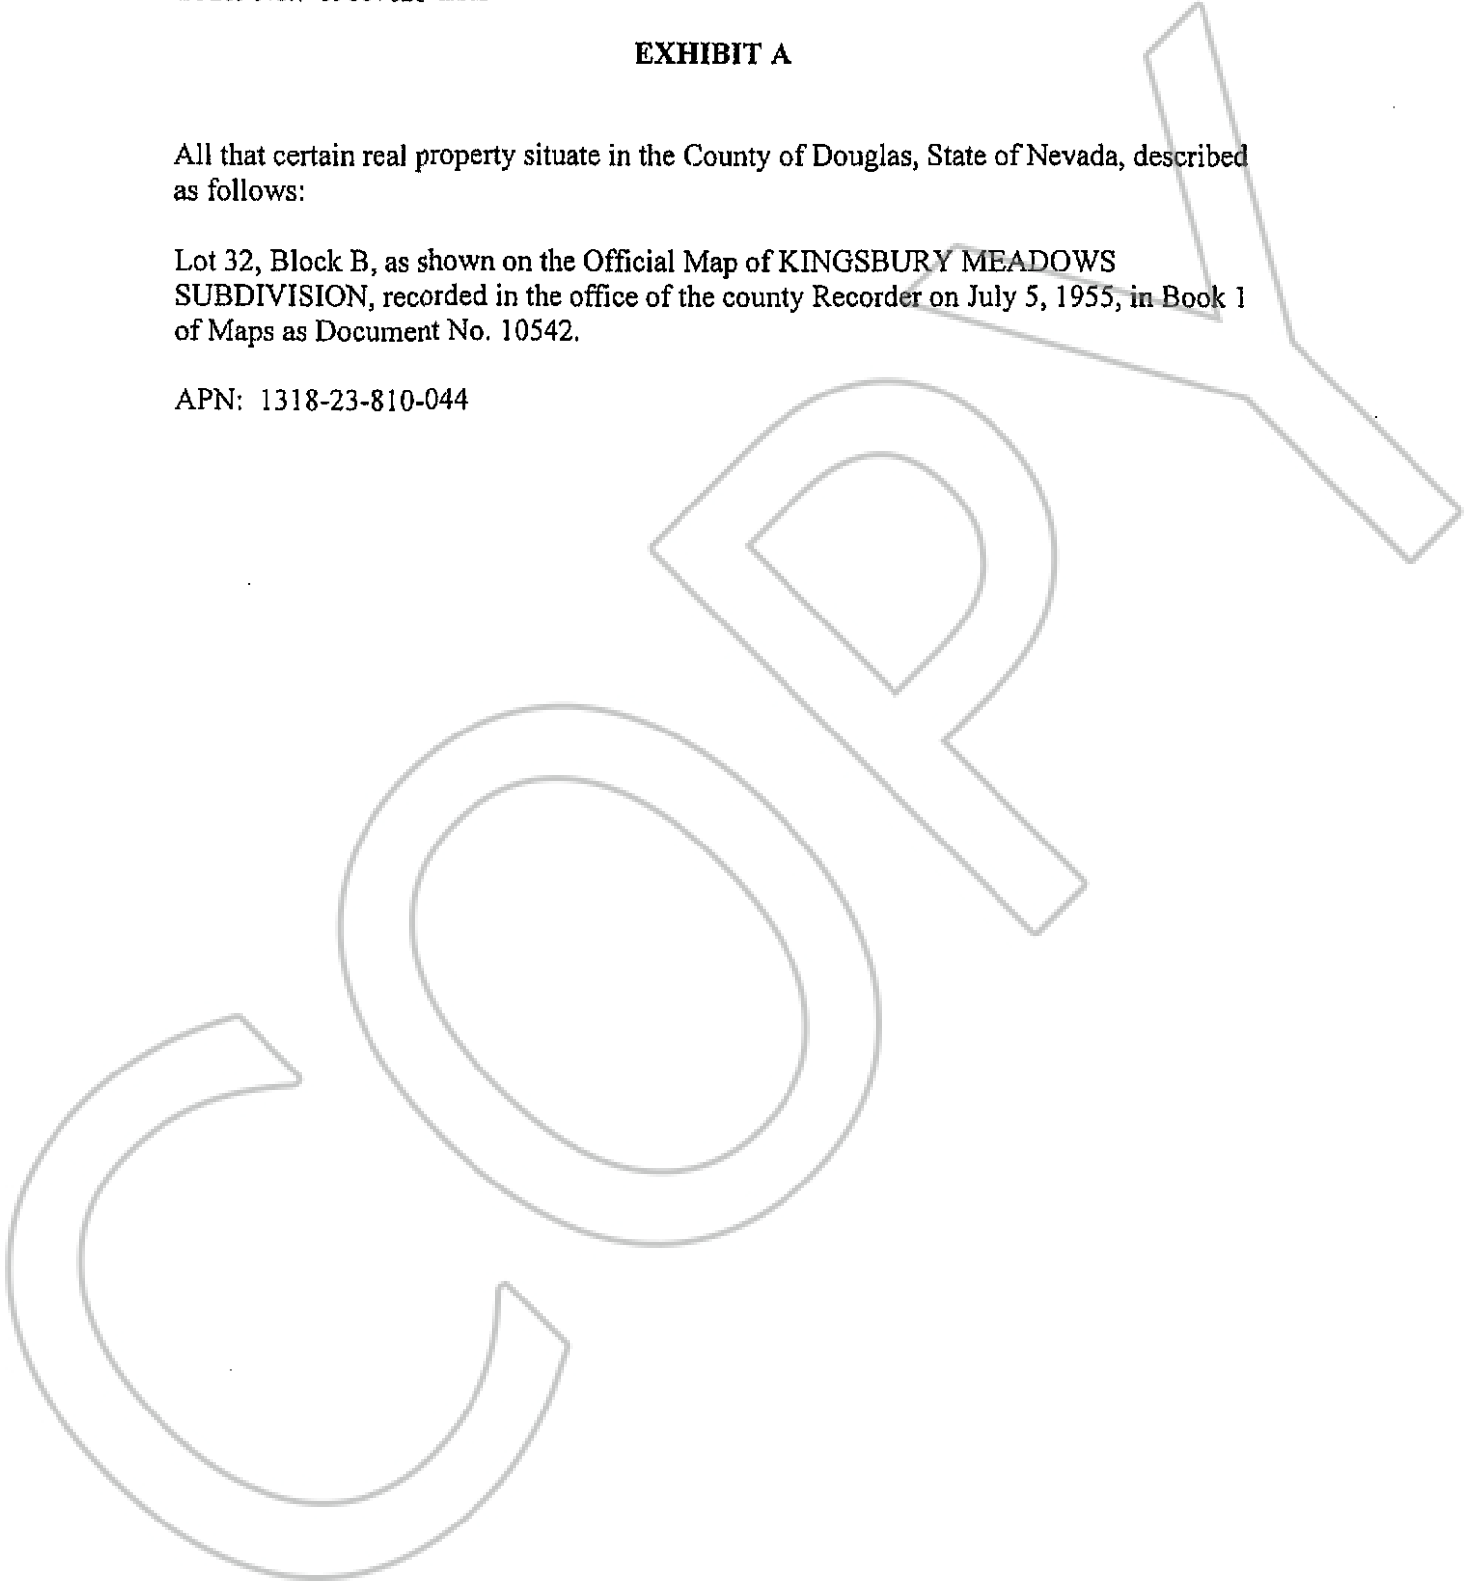 EXHIBIT A
All that certain real property situate in the County of Douglas, State of Nevada, described
as follows:
Lot 32, Block B, as shown on the Official Map of KINGSBURY MEADOWS
SUBDIVISION, recorded in the office of the county Recorder on July 5, 1955, in Book 1
of Maps as Document No. 10542.
APN: 1318-23-810-044
COPY